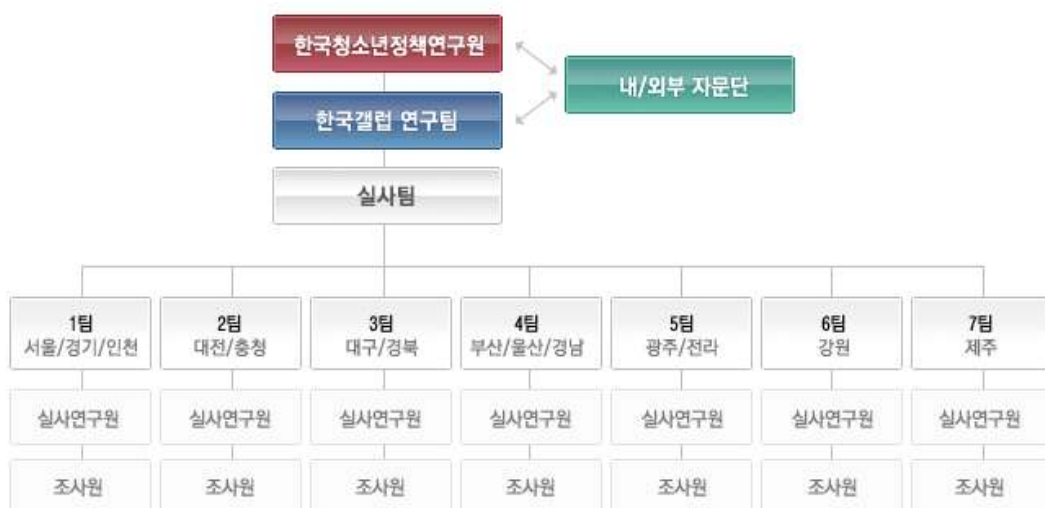 한국청소년정책연구원
내/외부 자문단
한국갤럽 연구팀
실사팀
1팀
서울/경기/인천
2팀
대전/충청
3팀
대구/경북
4팀
부산/울산/경남
5팀
광주/전라
6팀
강원
7팀
제주
실사연구원
실사연구원
실사연구원
실사연구원
실사연구원
실사연구원
실사연구원
조사원
조사원
조사원
조사원
조사원
조사원
조사원